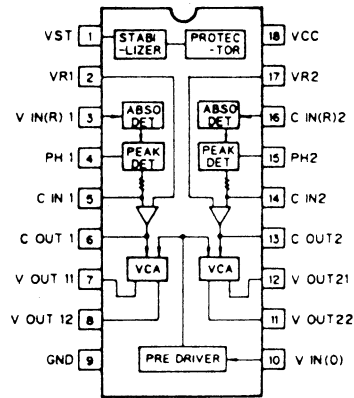 VST 1 STABI -LIZER PROTEC -TOR 18 VCC
VR1 2 17 VR2
V IN(R) 1 3 ABSO DET ABSO DET 16 C IN(R) 2
PH 1 4 PEAK DET PEAK DET 15 PH2
C IN 1 5 14 C IN2
C OUT 1 6 13 C OUT2
V OUT 11 7 VCA VCA 12 V OUT21
V OUT 12 8 11 V OUT22
GND 9 PRE DRIVER 10 V IN(0)